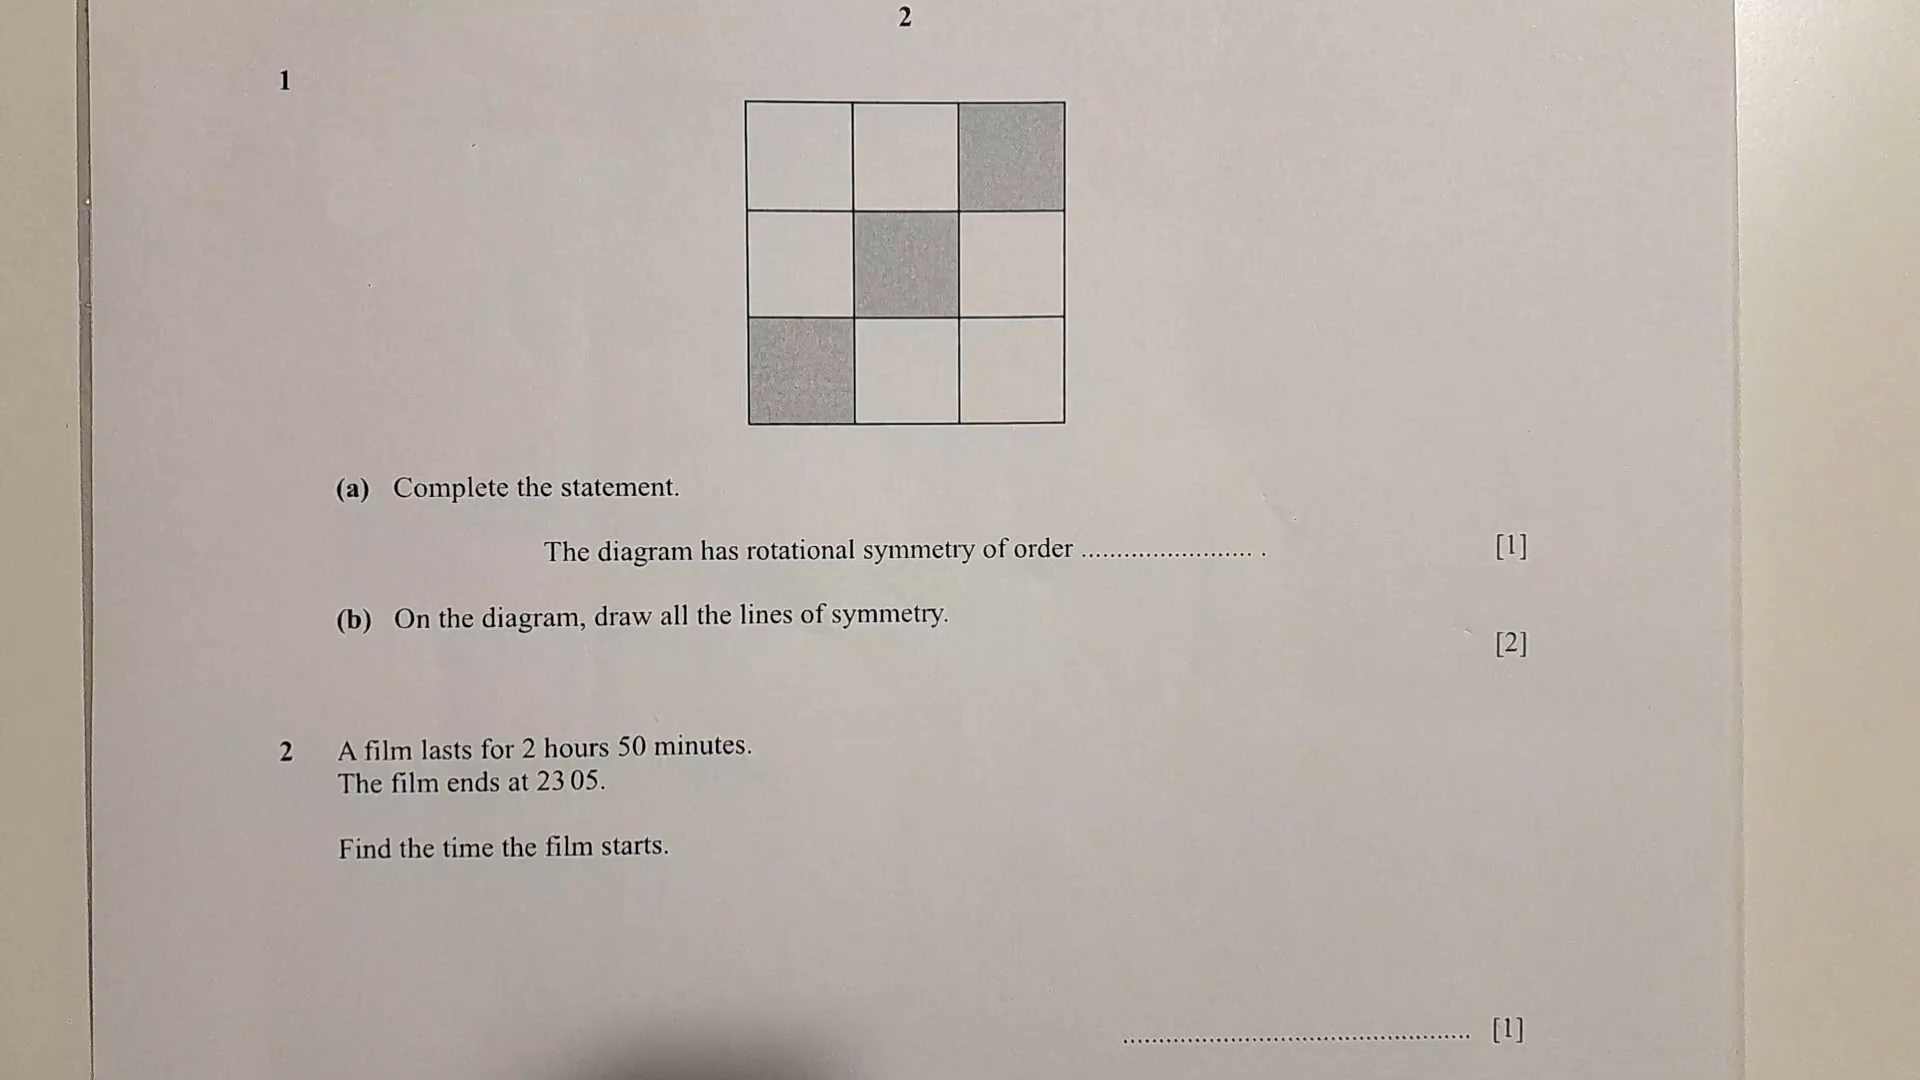 2
1
(a) Complete the statement.
The diagram has rotational symmetry of order ........................ . [1]
(b) On the diagram, draw all the lines of symmetry.
[2]
2 A film lasts for 2 hours 50 minutes.
The film ends at 23 05.
Find the time the film starts.
................................................. [1]